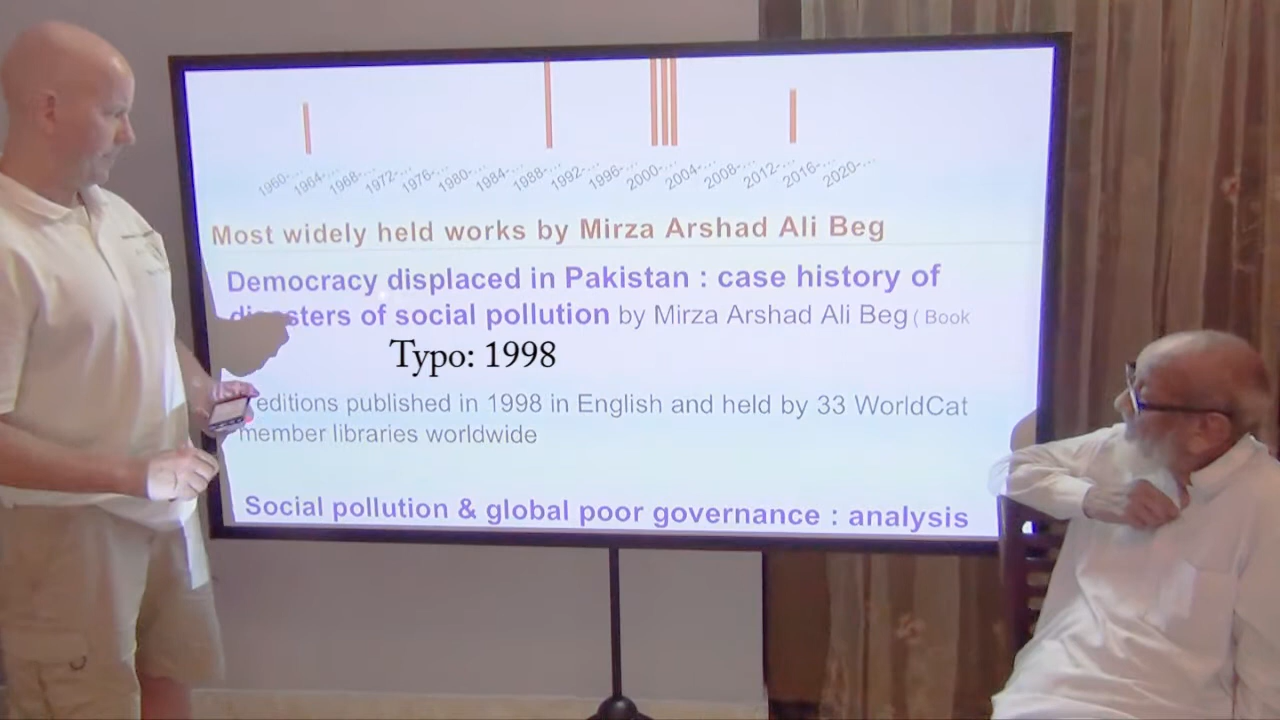 1960-...
1964-...
1968-...
1972-...
1976-...
1980-...
1984-...
1988-...
1992-...
1996-...
2000-...
2004-...
2008-...
2012-...
2016-...
2020-...
Most widely held works by Mirza Arshad Ali Beg
Democracy displaced in Pakistan : case history of
of social pollution by Mirza Arshad Ali Beg ( Book
Typo: 1998
editions published in 1998 in English and held by 33 WorldCat
member libraries worldwide
Social pollution & global poor governance : analysis